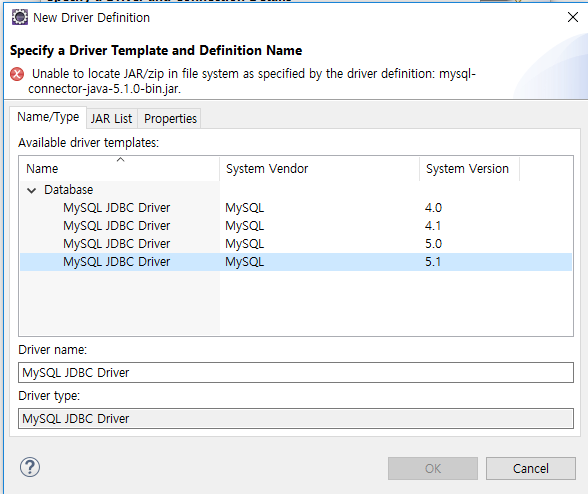 New Driver Definition
Specify a Driver Template and Definition Name
Unable to locate JAR/zip in file system as specified by the driver definition: mysql-
connector-java-5.1.0-bin.jar.
Name/Type JAR List Properties
Available driver templates:
Name System Vendor System Version
Database
MySQL JDBC Driver MySQL 4.0
MySQL JDBC Driver MySQL 4.1
MySQL JDBC Driver MySQL 5.0
MySQL JDBC Driver MySQL 5.1
Driver name:
MySQL JDBC Driver
Driver type:
MySQL JDBC Driver
? OK Cancel